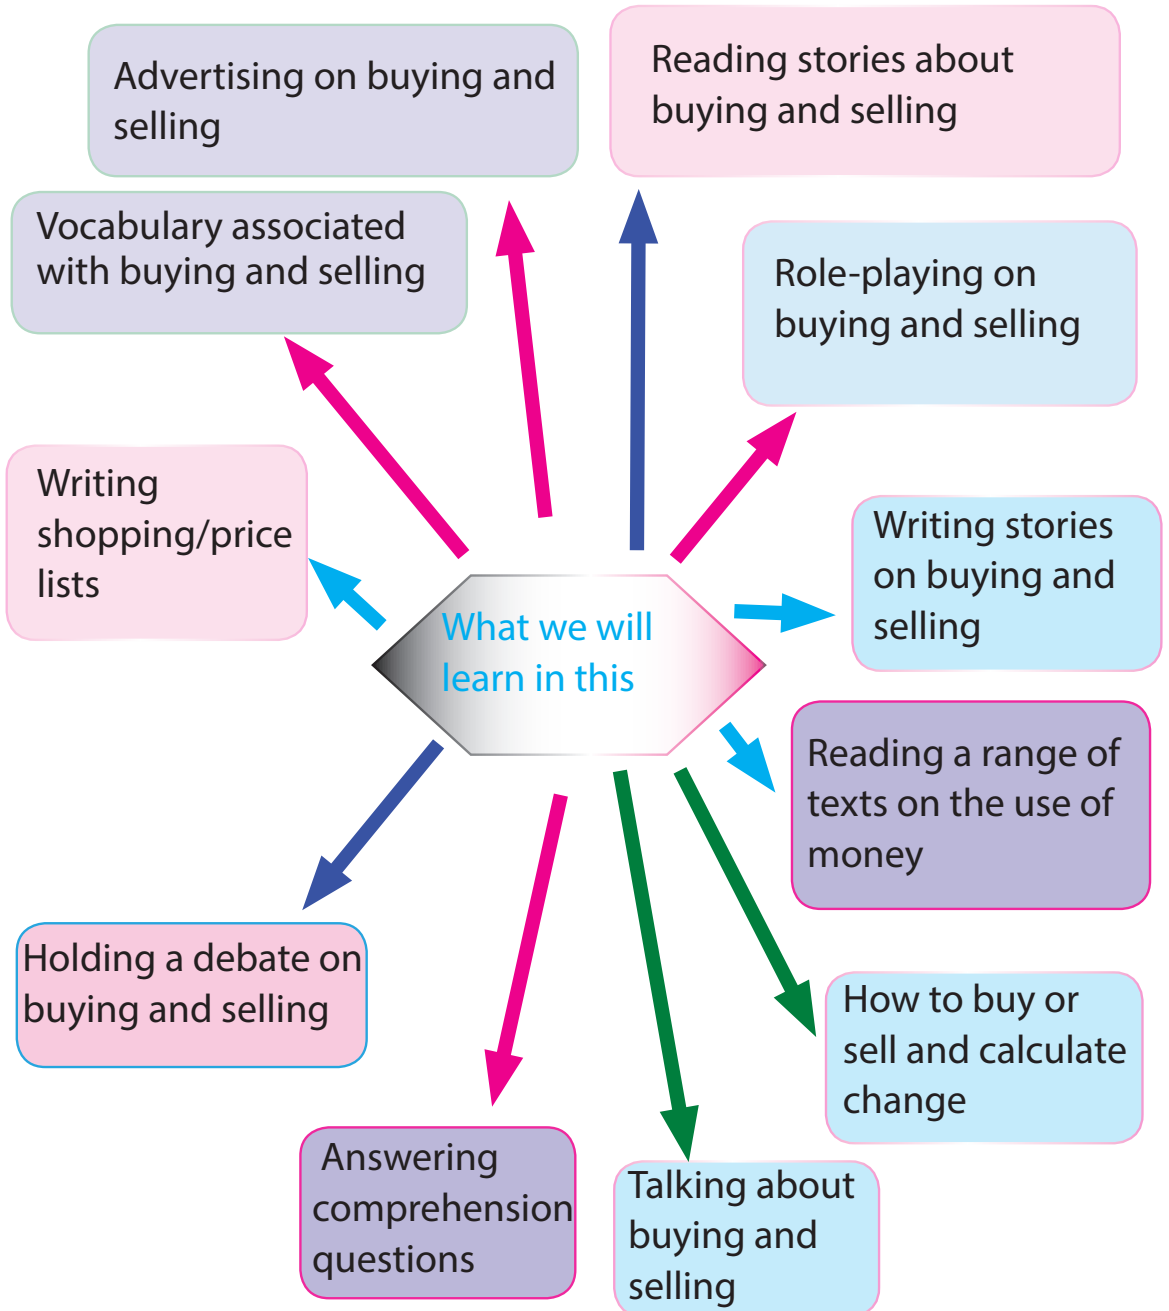 Advertising on buying and
selling
Reading stories about
buying and selling
Vocabulary associated
with buying and selling
Role-playing on
buying and selling
Writing
shopping/price
lists
Writing stories
on buying and
selling
What we will
learn in this
Reading a range of
texts on the use of
money
Holding a debate on
buying and selling
How to buy or
sell and calculate
change
Answering
comprehension
questions
Talking about
buying and
selling